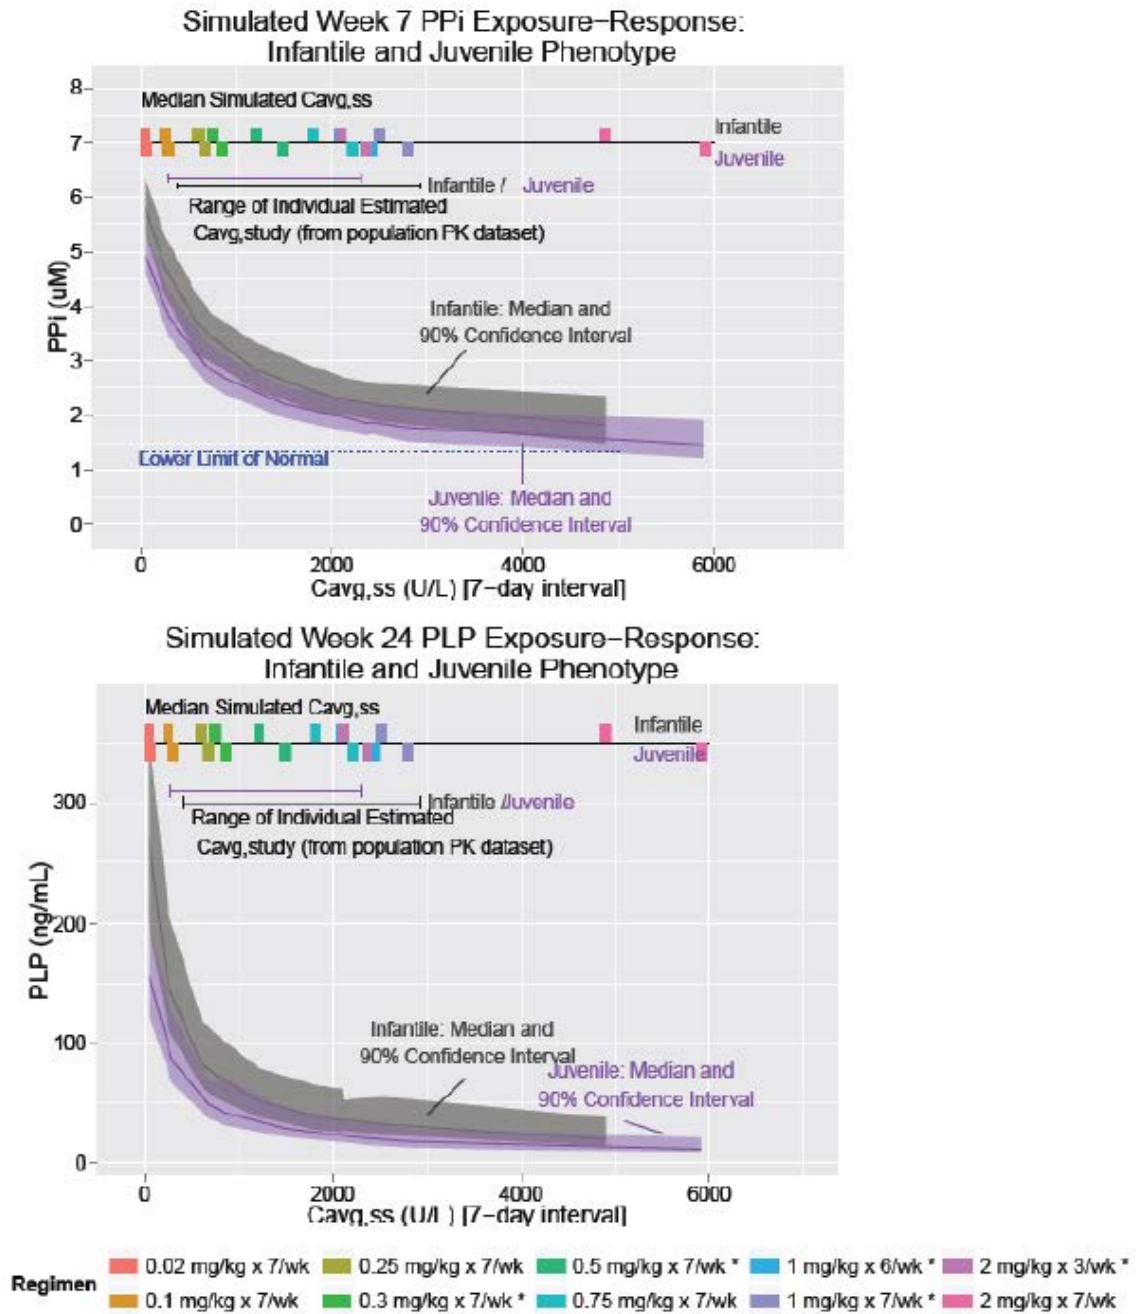 Simulated Week 7 PPi Exposure−Response:
Infantile and Juvenile Phenotype
8
Median Simulated Cavg,ss
Infantile
7
Juvenile
Infantile / Juvenile
6
Range of Individual Estimated
Cavg,study (from population PK dataset)
5
PPi (uM)
4
Infantile: Median and
90% Confidence Interval
3
2
Lower Limit of Normal
1
Juvenile: Median and
90% Confidence Interval
0
0 2000 4000 6000
Cavg,ss (U/L) [7−day interval]
Simulated Week 24 PLP Exposure−Response:
Infantile and Juvenile Phenotype
Median Simulated Cavg,ss
Infantile
Juvenile
300
Infantile /Juvenile
Range of Individual Estimated
Cavg,study (from population PK dataset)
PLP (ng/mL)
200
100
Infantile: Median and
90% Confidence Interval
Juvenile: Median and
90% Confidence Interval
0
0 2000 4000 6000
Cavg,ss (U/L) [7−day interval]
Regimen
0.02 mg/kg x 7/wk 0.25 mg/kg x 7/wk 0.5 mg/kg x 7/wk * 1 mg/kg x 6/wk * 2 mg/kg x 3/wk *
0.1 mg/kg x 7/wk 0.3 mg/kg x 7/wk * 0.75 mg/kg x 7/wk 1 mg/kg x 7/wk * 2 mg/kg x 7/wk